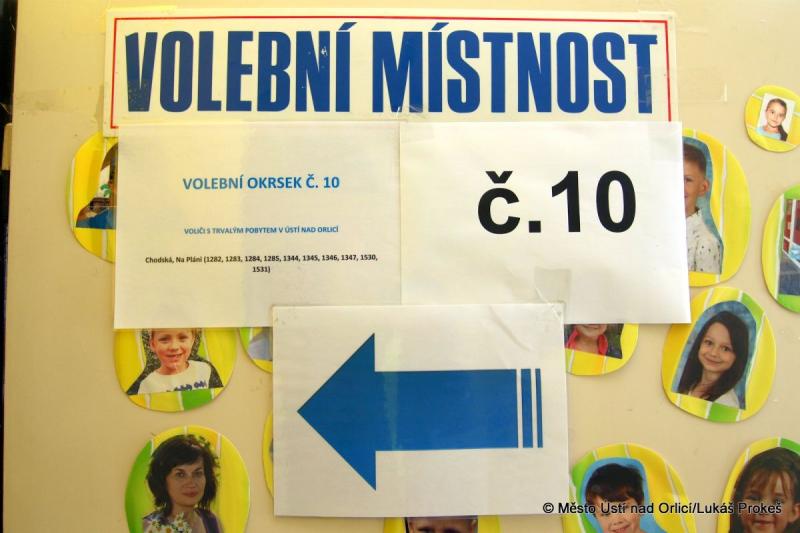 VOLEBNÍ MÍSTNOST
VOLEBNÍ OKRSEK Č. 10
VOLIČI S TRVALÝM POBYTEM V ÚSTÍ NAD ORLICÍ
Chodská, Na Pláni (1282, 1283, 1284, 1285, 1344, 1345, 1346, 1347, 1530,
1531)
č.10
© Město Ústí nad Orlicí/Lukáš Prokeš